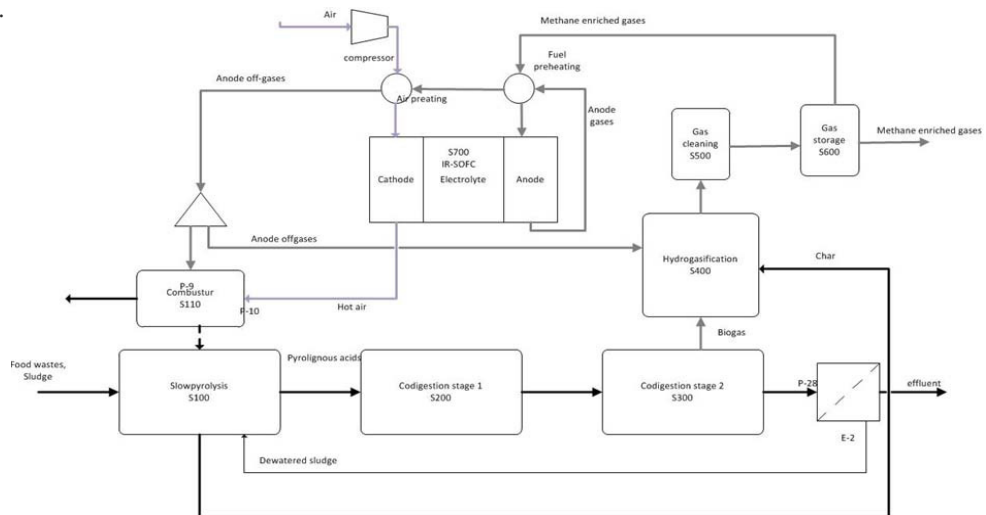 Air
compressor
Methane enriched gases
Fuel
preheating
Anode off-gases
Air preating
Anode
gases
Gas
cleaning
S500
Gas
storage
S600
Methane enriched gases
S700
IR-SOFC
Cathode
Electrolyte
Anode
Anode offgases
Hydrogasification
S400
Char
P-9
Combustur
S110
P-10
Hot air
Biogas
Food wastes,
Sludge
Slowpyrolysis
S100
Pyrolignous acids
Codigestion stage 1
S200
Codigestion stage 2
S300
P-28
effluent
E-2
Dewatered sludge